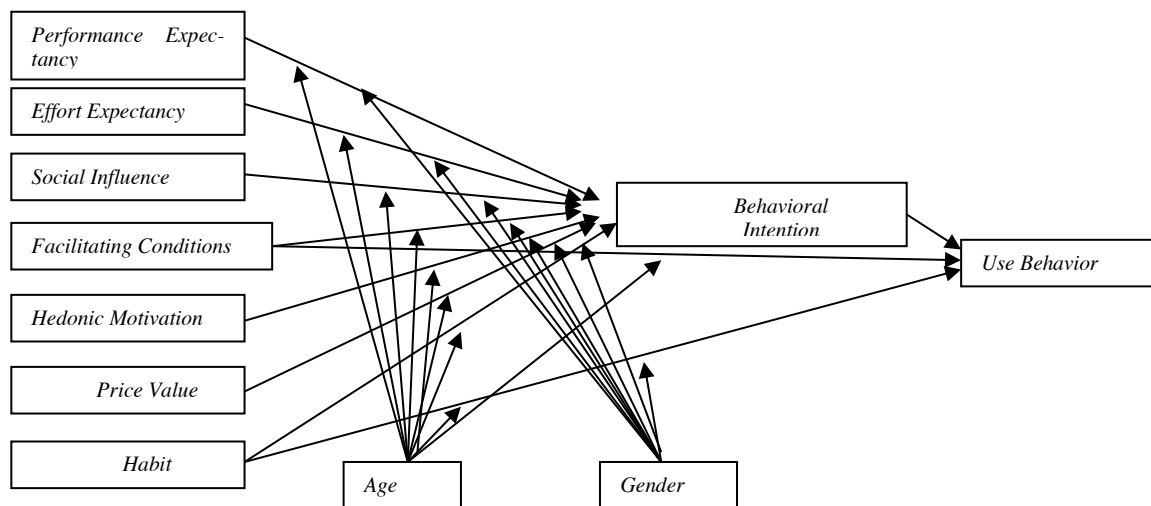 Performance Expec-
tancy
Effort Expectancy
Social Influence
Facilitating Conditions
Hedonic Motivation
Price Value
Habit
Age
Gender
Behavioral
Intention
Use Behavior